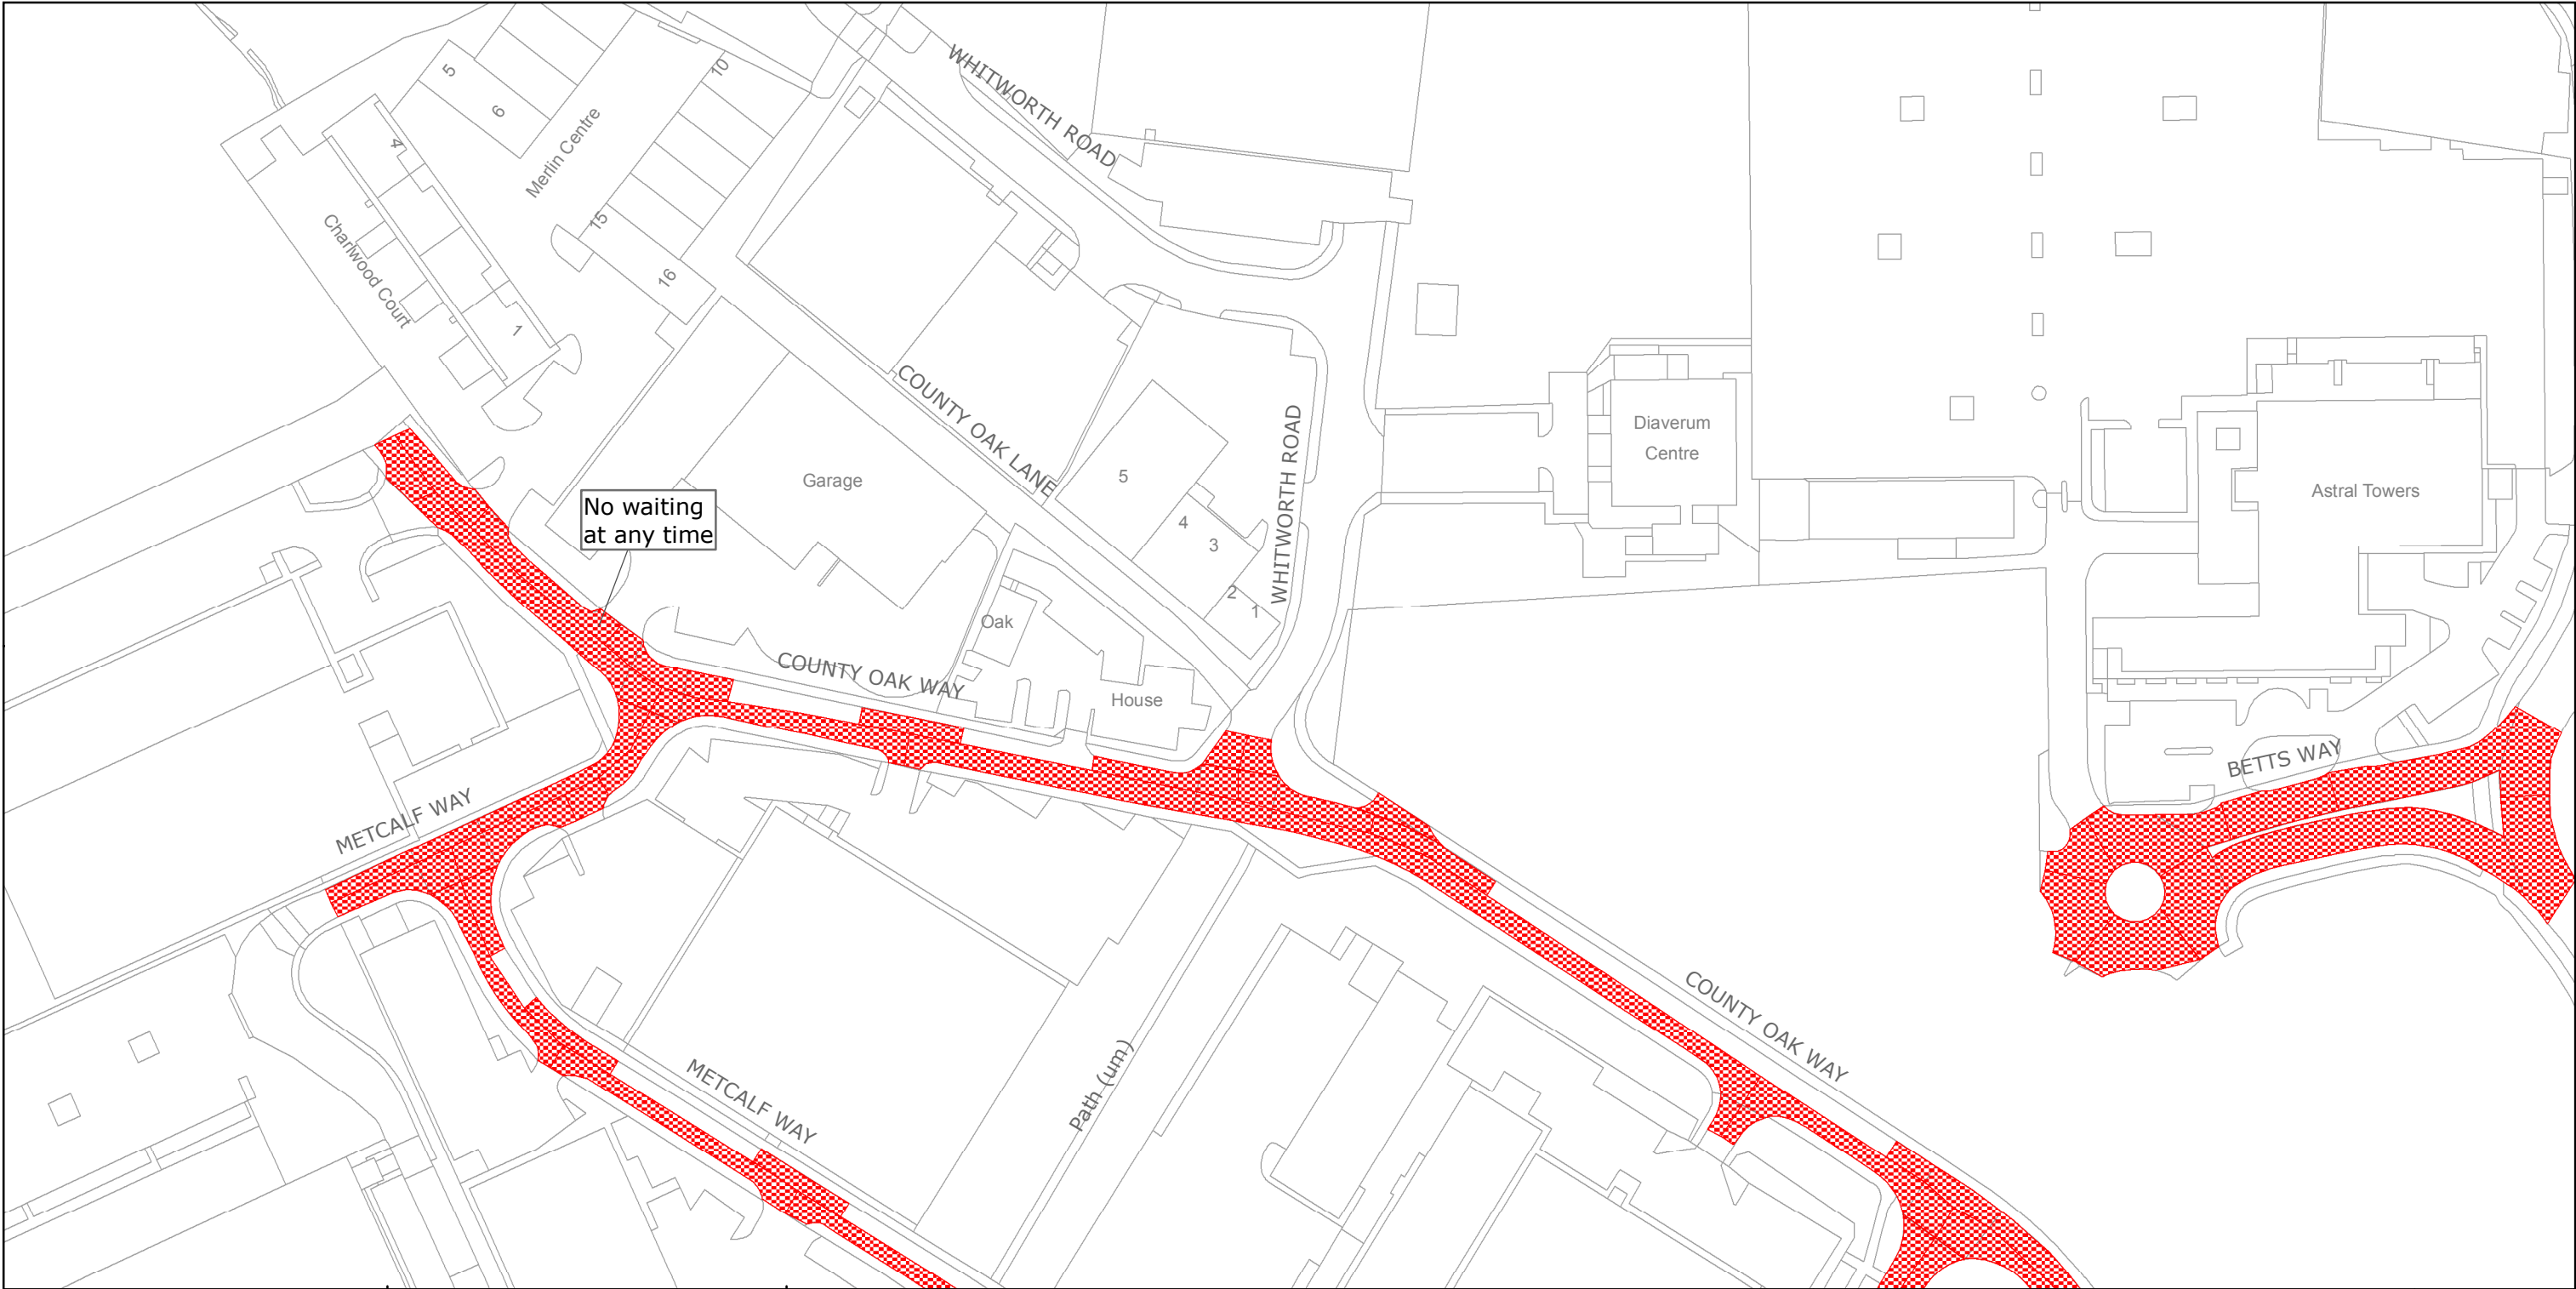 WHITWORTH ROAD
5
6
10
Merlin Centre
4
15
16
Charlwood Court
1
COUNTY OAK LANE
Garage
5
4
3
2
1
WHITWORTH ROAD
Diaverum
Centre
Astral Towers
No waiting
at any time
Oak
House
COUNTY OAK WAY
METCALF WAY
BETTS WAY
COUNTY OAK WAY
METCALF WAY
Path (um)